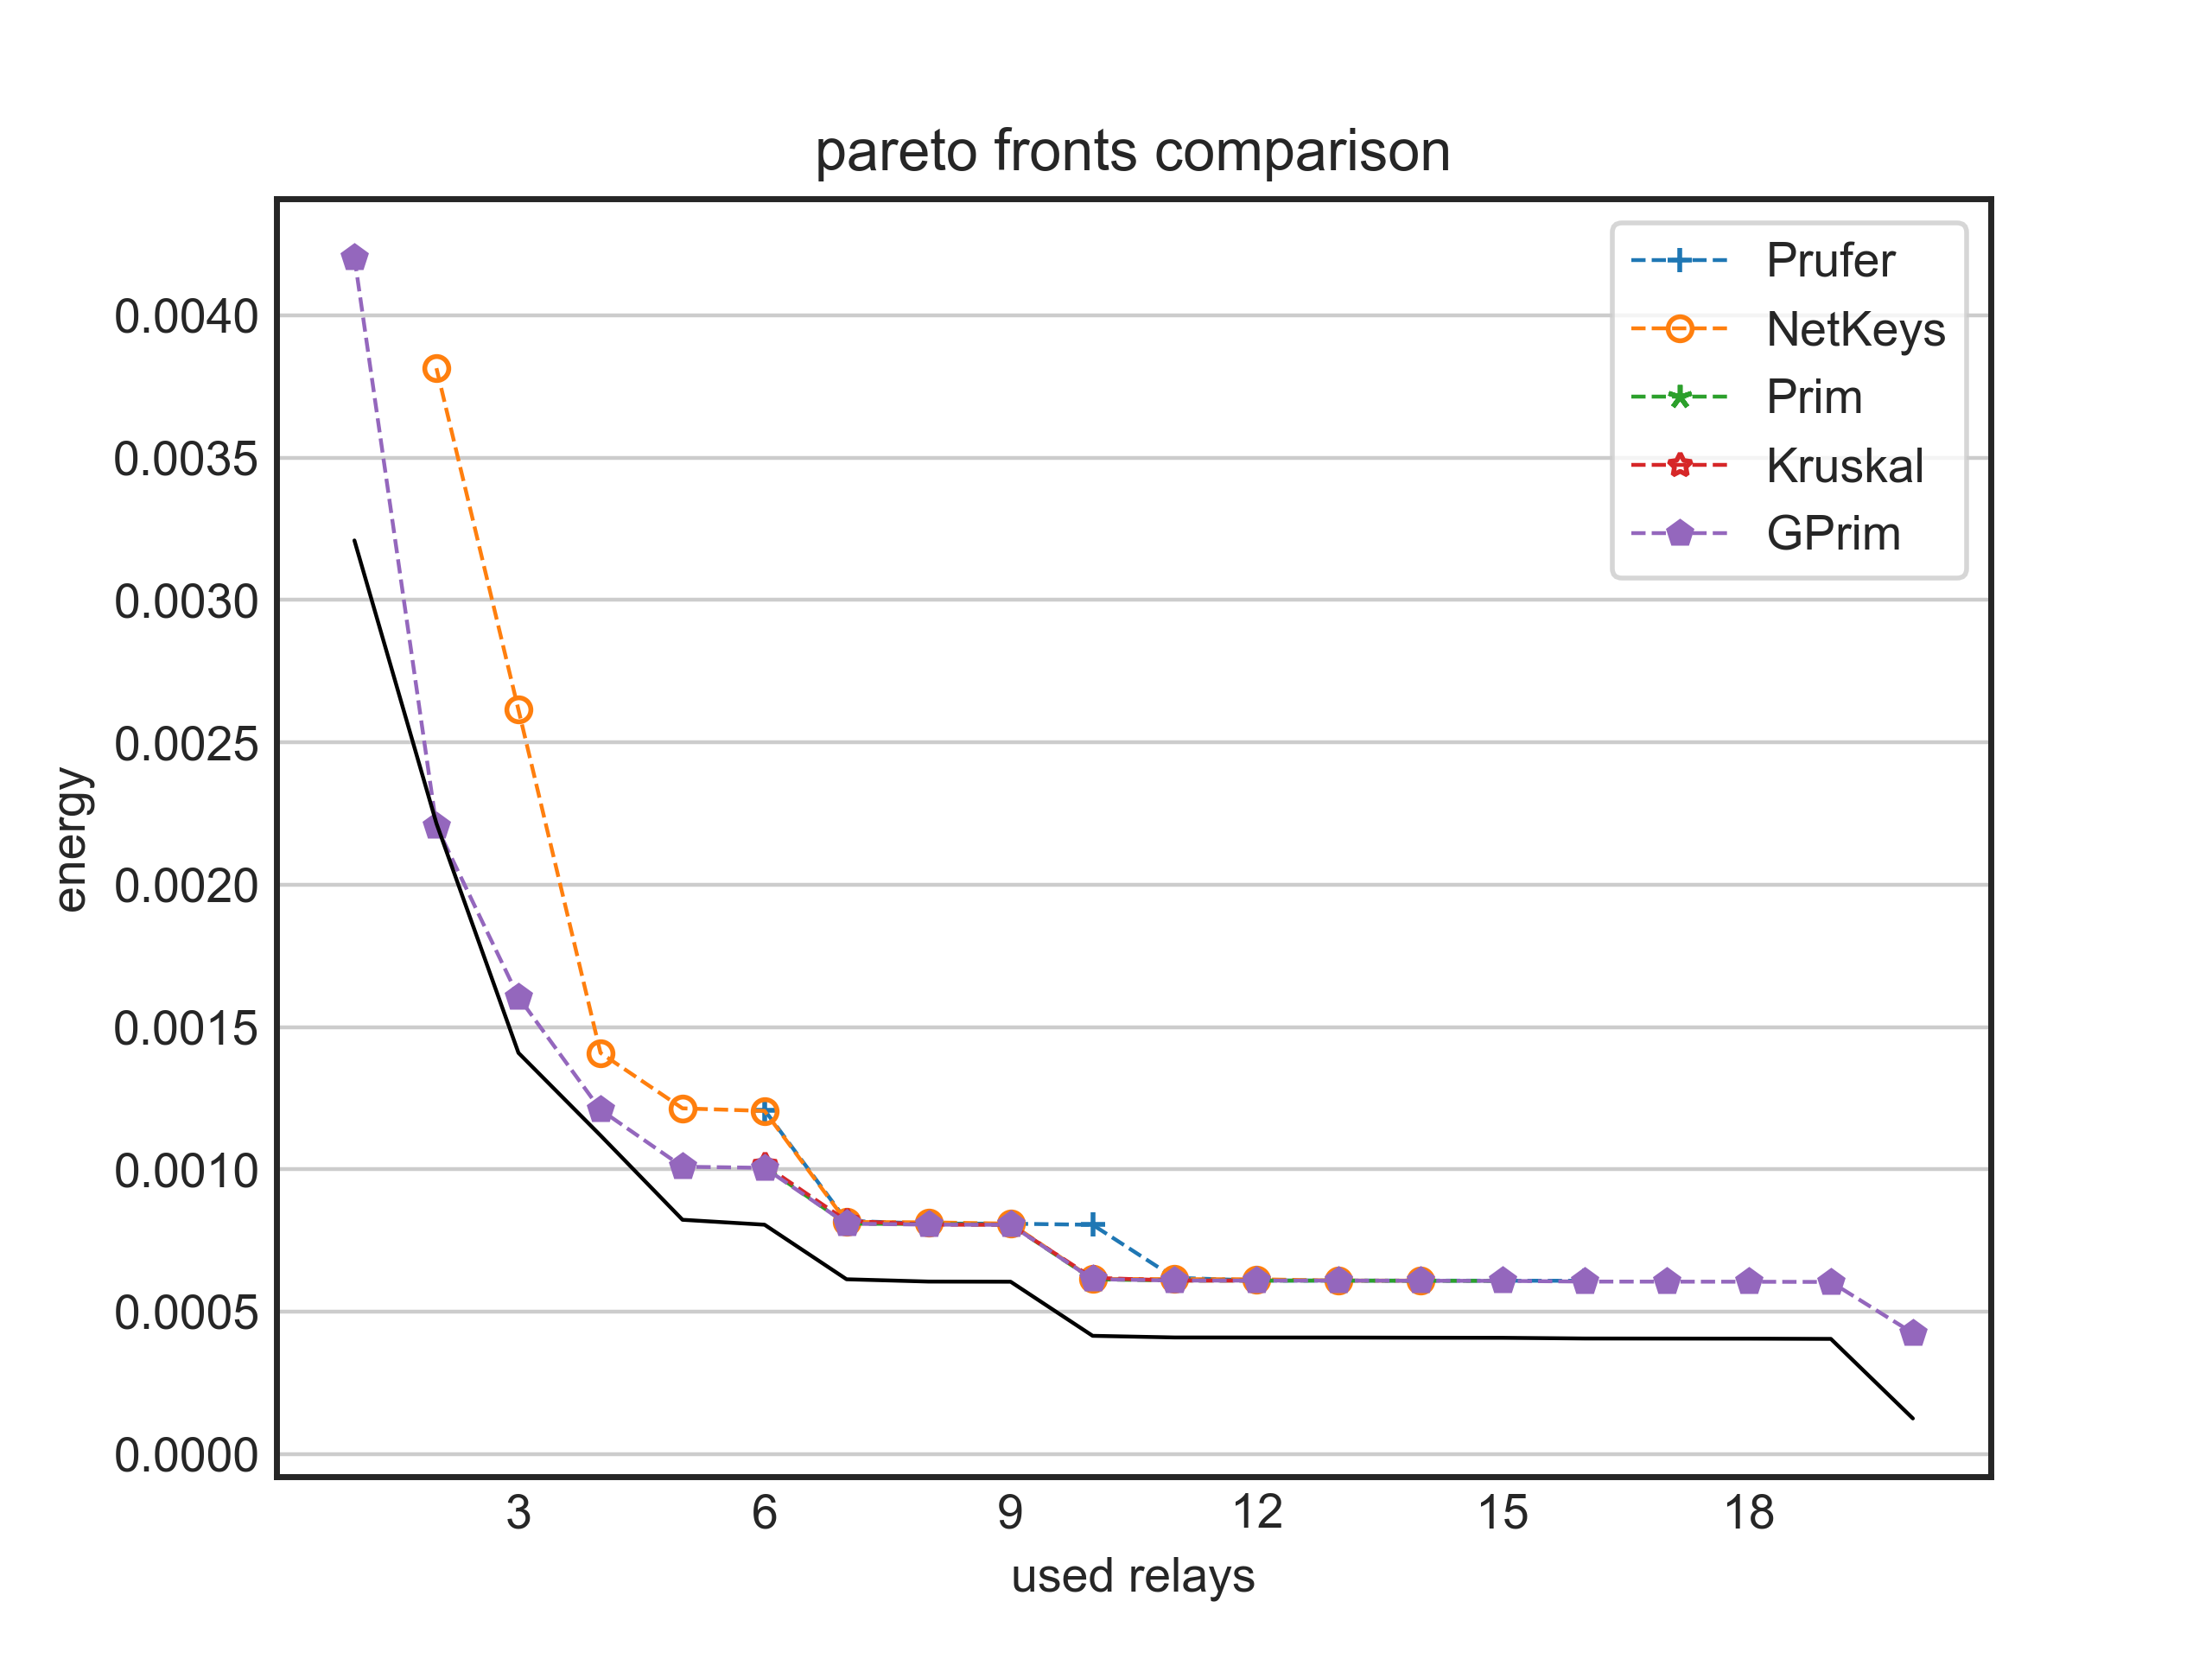 pareto fronts comparison
Prufer
NetKeys
Prim
Kruskal
GPrim
0.0040
0.0035
0.0030
0.0025
0.0020
0.0015
0.0010
0.0005
0.0000
energy
3 6 9 12 15 18
used relays